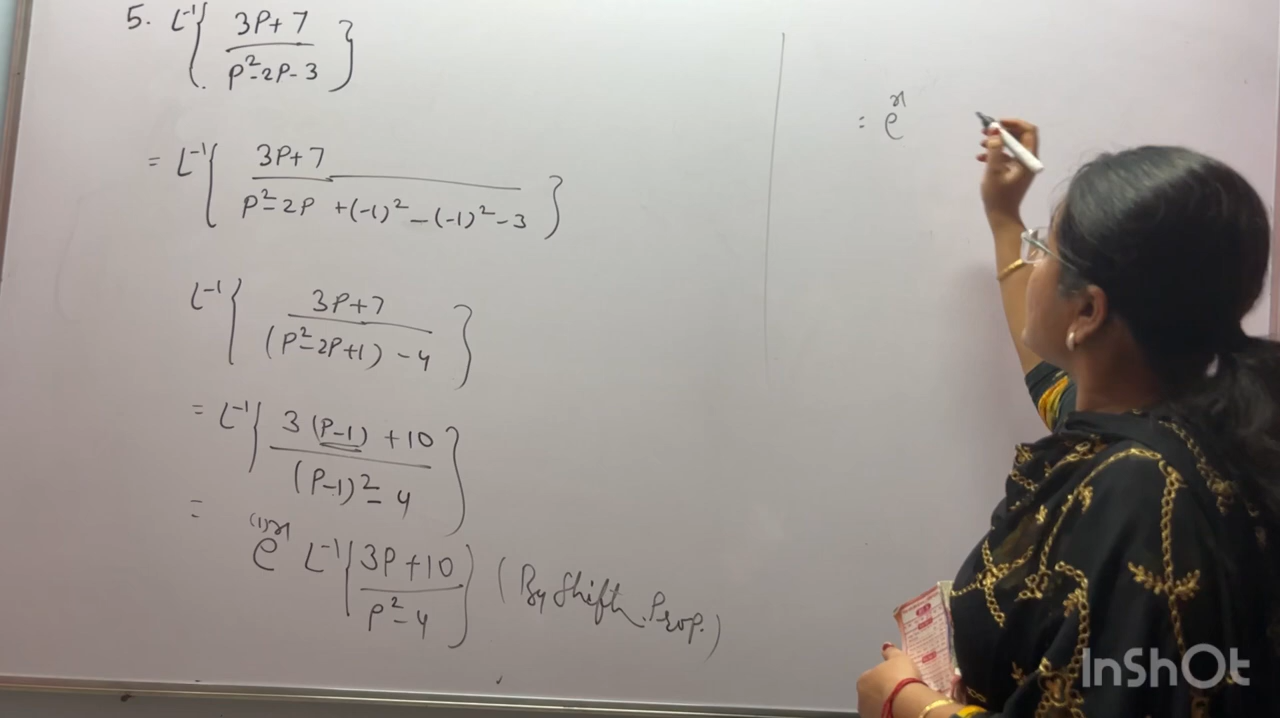 5. L⁻¹{ 3P+7 / P²-2P-3 }
= L⁻¹{ 3P+7 / P²-2P +(-1)² -(-1)² -3 }
L⁻¹{ 3P+7 / (P²-2P+1) -4 }
= L⁻¹{ 3(P-1) +10 / (P-1)² - 4 }
= e^(1)x L⁻¹{ 3P+10 / P²-4 } (By Shift. Prop.)
= e^x
InShOt